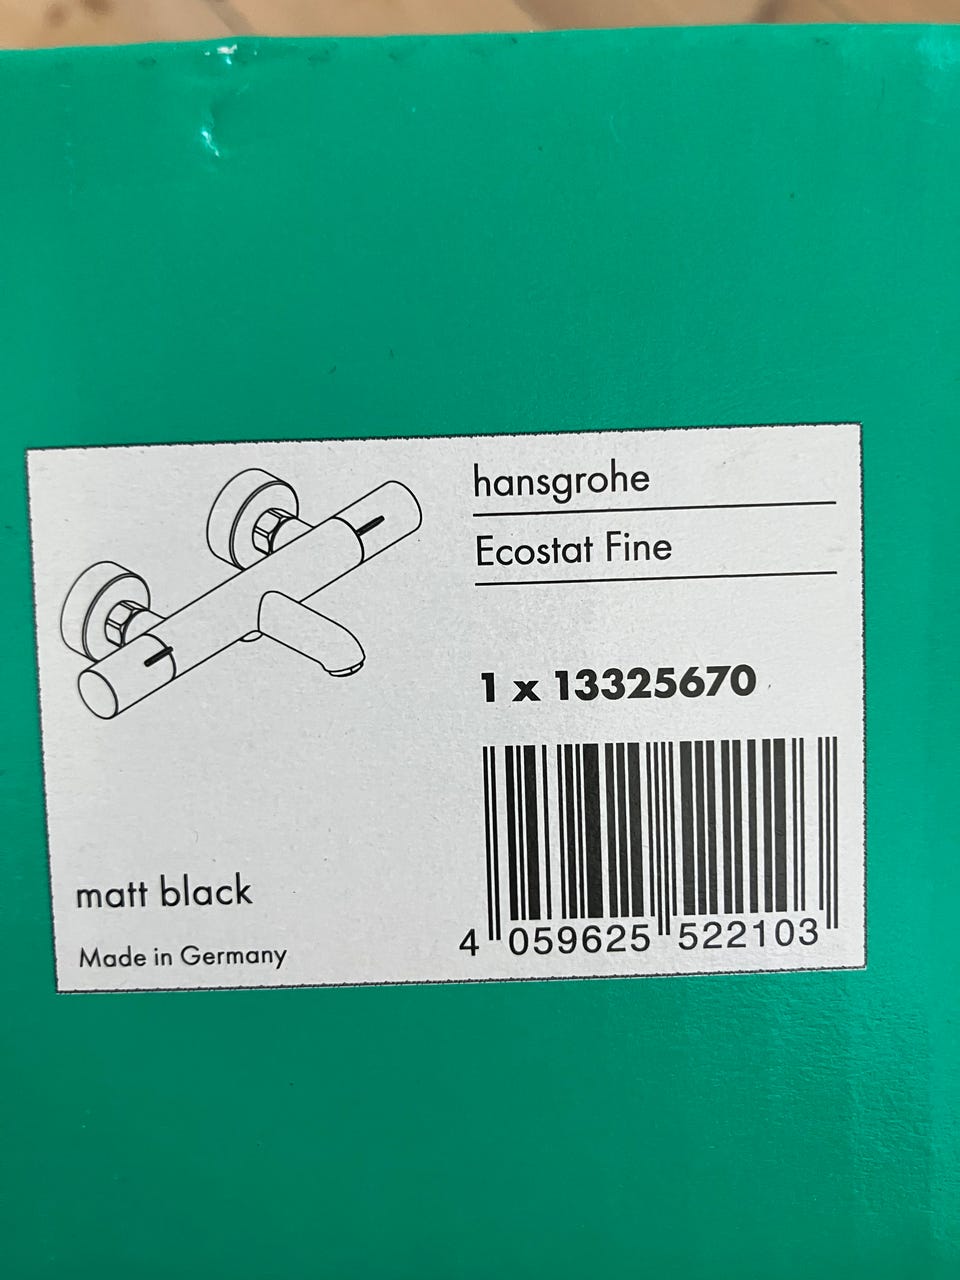 hansgrohe
Ecostat Fine
1 x 13325670
matt black
Made in Germany
4 059625 522103